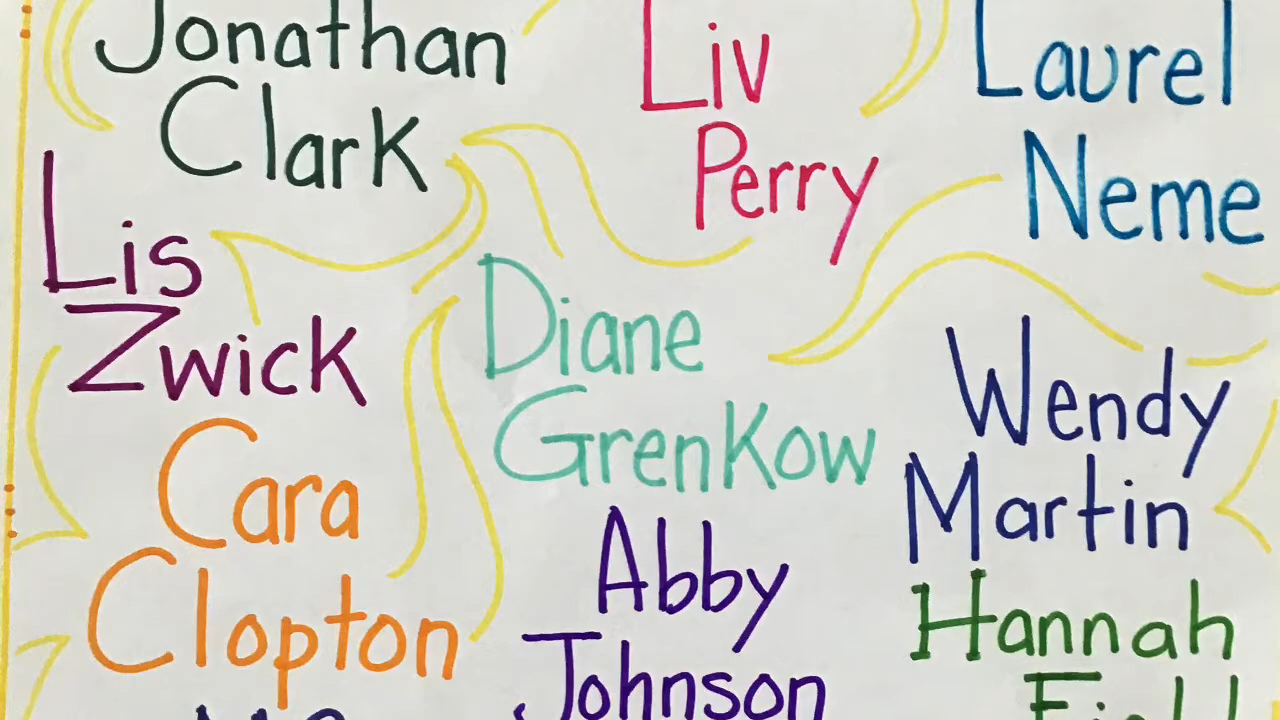 Jonathan
Clark
Liv
Perry
Laurel
Neme
Lis
Zwick
Diane
Grenkow
Wendy
Martin
Cara
Clopton
Abby
Johnson
Hannah